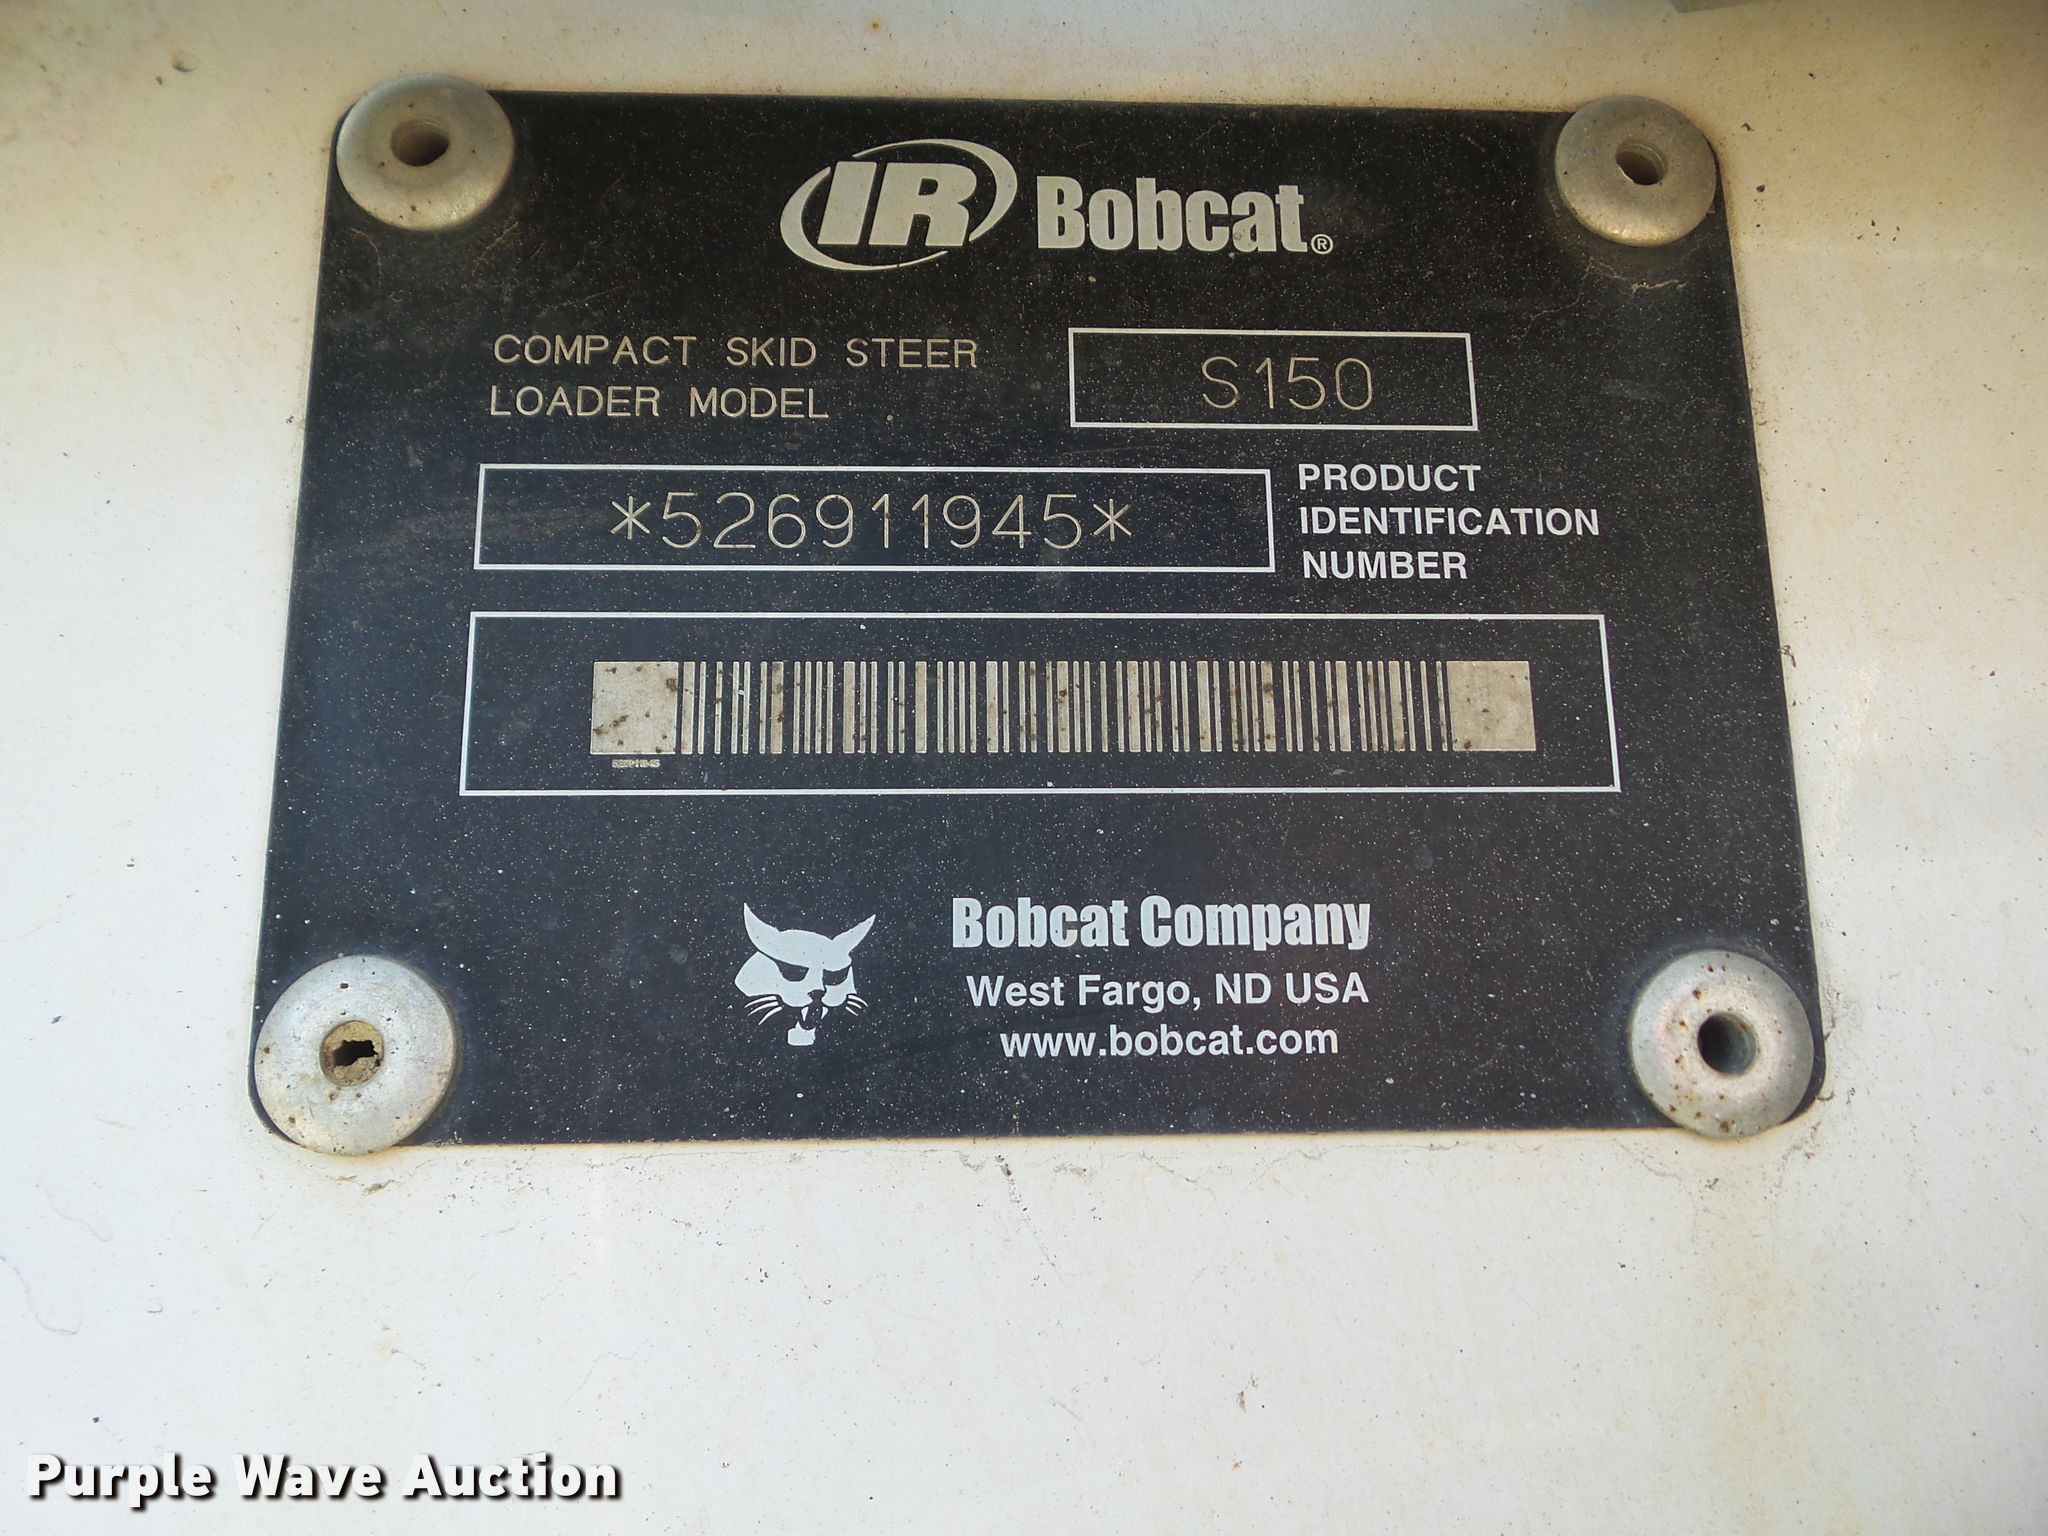 IR Bobcat®
COMPACT SKID STEER
LOADER MODEL
S150
*526911945*
PRODUCT
IDENTIFICATION
NUMBER
526911945
Bobcat Company
West Fargo, ND USA
www.bobcat.com
Purple Wave Auction